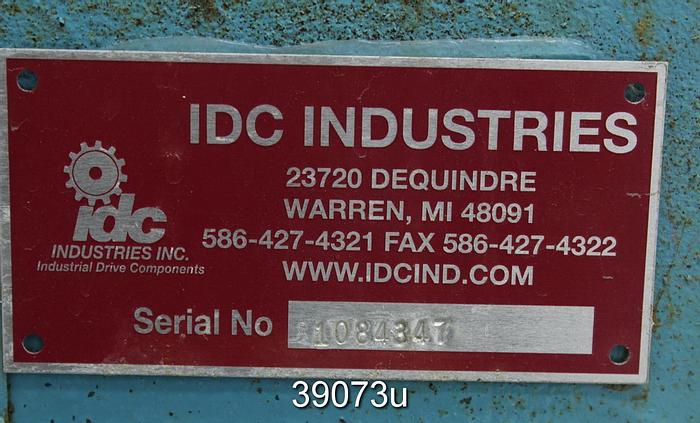 IDC INDUSTRIES
23720 DEQUINDRE
WARREN, MI 48091
586-427-4321 FAX 586-427-4322
WWW.IDCIND.COM
idc
INDUSTRIES INC.
Industrial Drive Components
Serial No 1084347
39073u